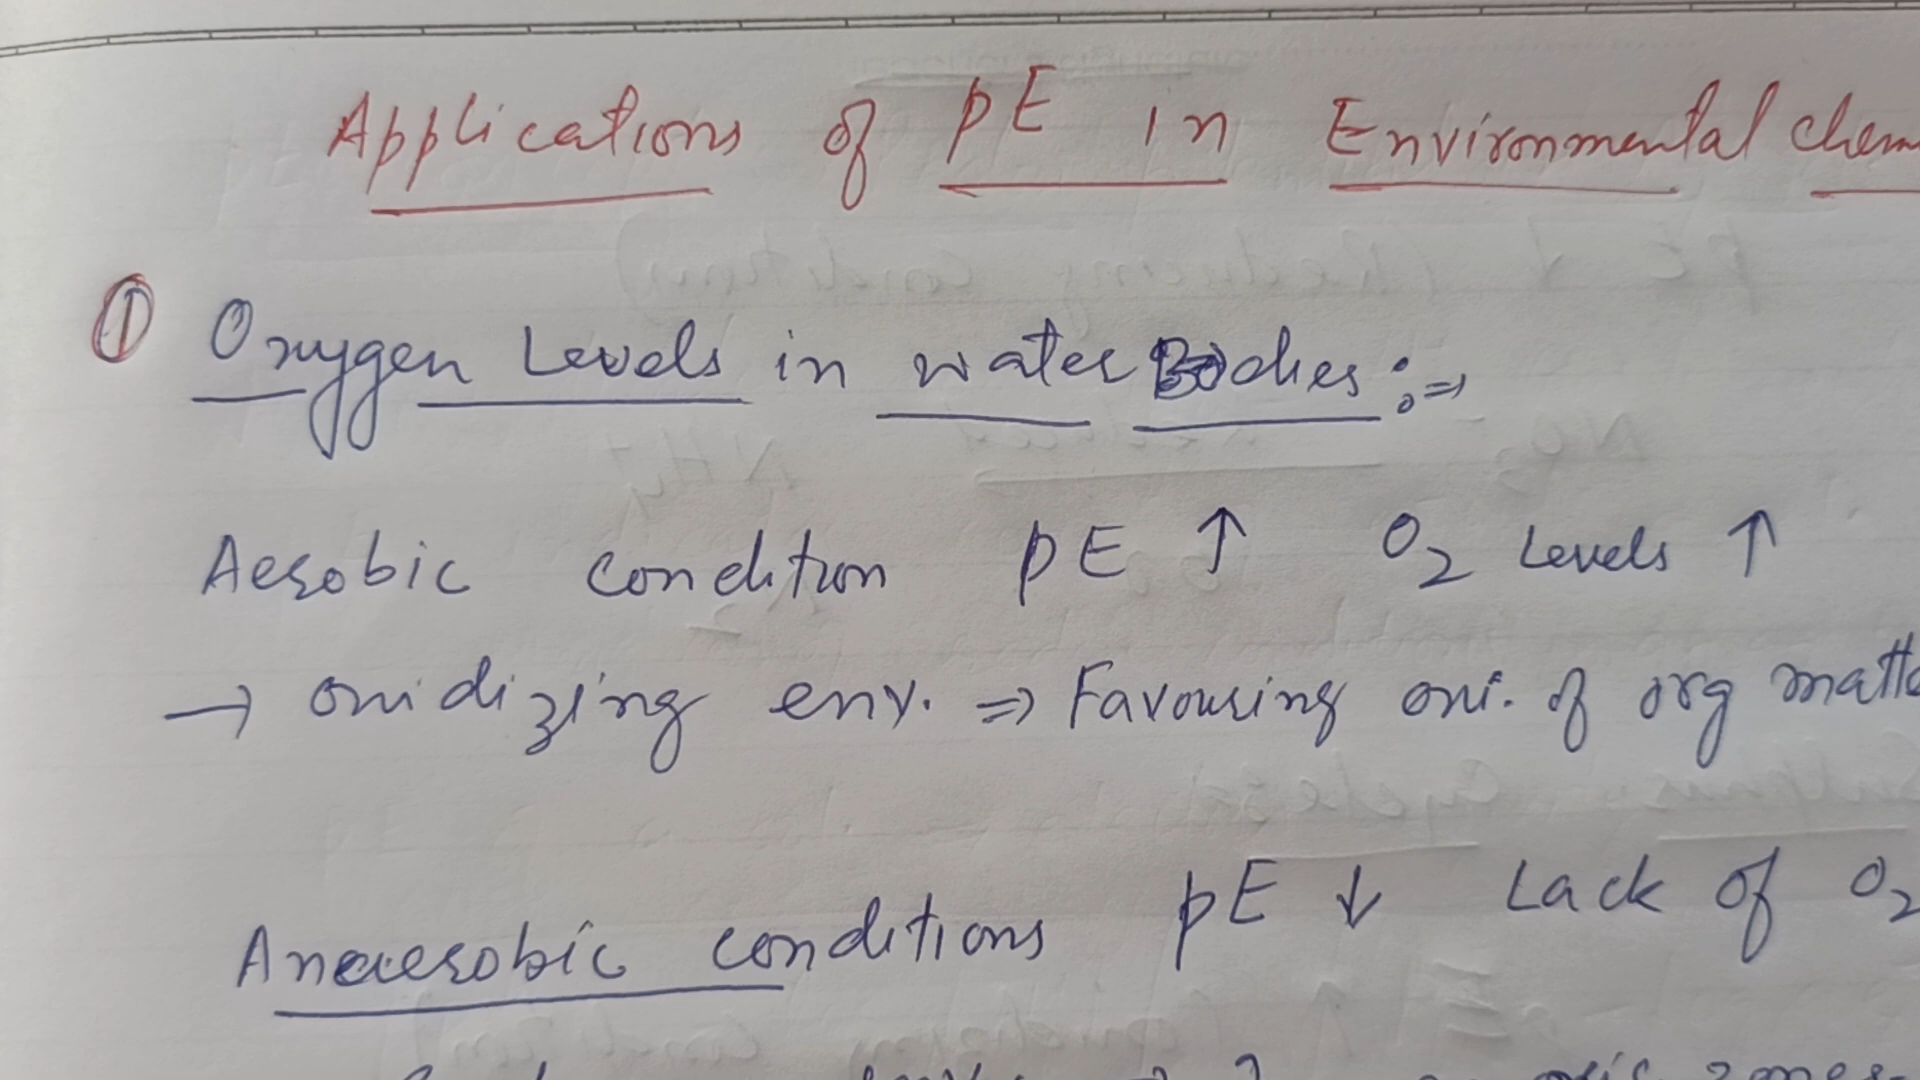 Applications of pE in Environmental chem
① Oxygen Levels in water Bodies :⇒
Aerobic condition pE ↑ O₂ Levels ↑
→ oxidizing env. ⇒ Favouring oxi. of org matte
Anaerobic conditions pE ↓ Lack of O₂